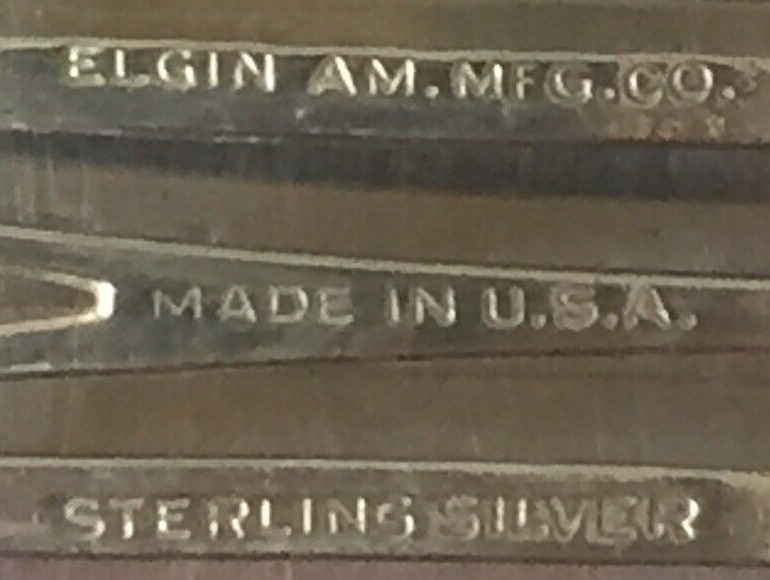 ELGIN AM.MFG.CO.
MADE IN U.S.A.
STERLING SILVER